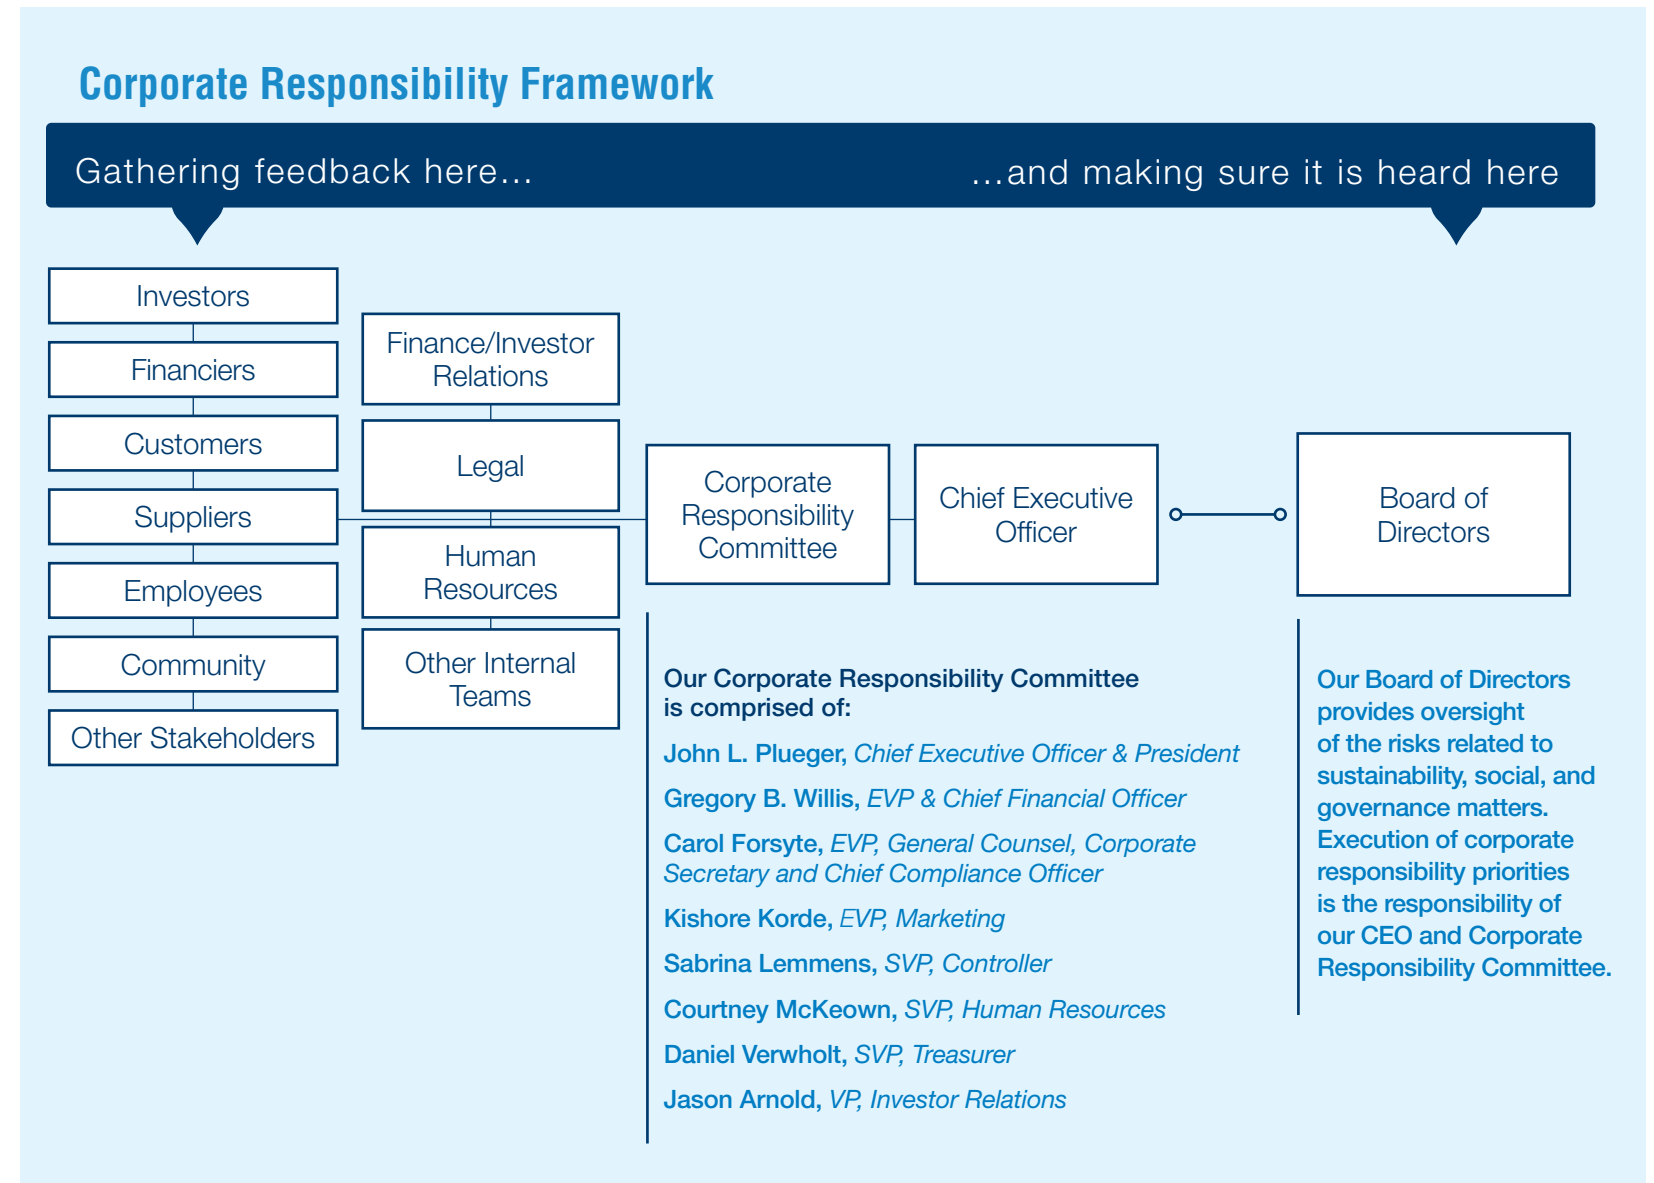 Corporate Responsibility Framework
Gathering feedback here...
...and making sure it is heard here
Investors
Financiers
Customers
Suppliers
Employees
Community
Other Stakeholders
Finance/Investor
Relations
Legal
Human
Resources
Other Internal
Teams
Corporate
Responsibility
Committee
Chief Executive
Officer
Board of
Directors
Our Corporate Responsibility Committee
is comprised of:
John L. Plueger, Chief Executive Officer & President
Gregory B. Willis, EVP & Chief Financial Officer
Carol Forsyte, EVP, General Counsel, Corporate
Secretary and Chief Compliance Officer
Kishore Korde, EVP, Marketing
Sabrina Lemmens, SVP, Controller
Courtney McKeown, SVP, Human Resources
Daniel Verwholt, SVP, Treasurer
Jason Arnold, VP, Investor Relations
Our Board of Directors
provides oversight
of the risks related to
sustainability, social, and
governance matters.
Execution of corporate
responsibility priorities
is the responsibility of
our CEO and Corporate
Responsibility Committee.